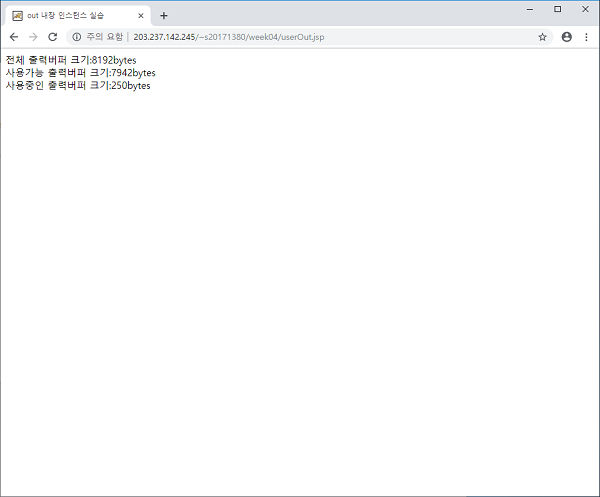 out 내장 인스턴스 실습
주의 요함 | 203.237.142.245/~s20171380/week04/userOut.jsp
전체 출력버퍼 크기:8192bytes
사용가능 출력버퍼 크기:7942bytes
사용중인 출력버퍼 크기:250bytes